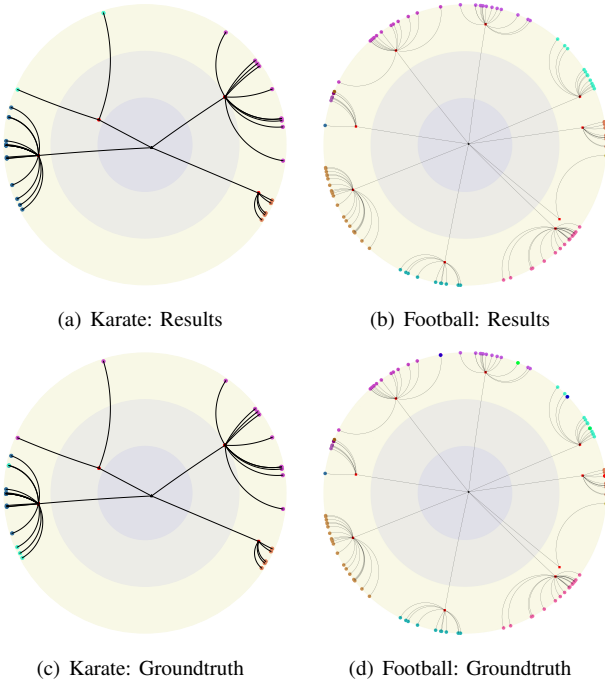 (a) Karate: Results
(b) Football: Results
(c) Karate: Groundtruth
(d) Football: Groundtruth